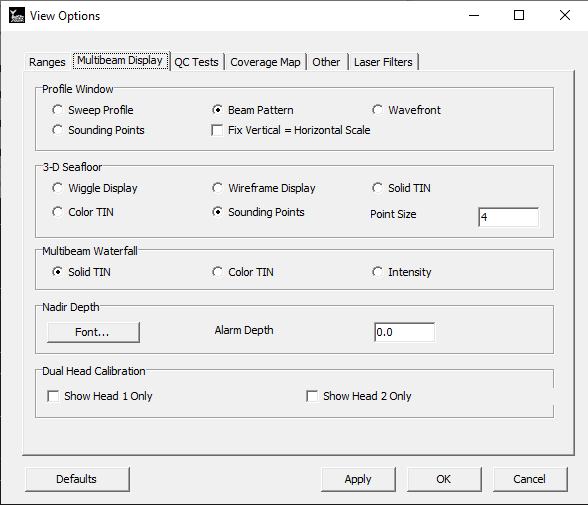 View Options
Ranges Multibeam Display QC Tests Coverage Map Other Laser Filters
Profile Window
Sweep Profile Beam Pattern Wavefront
Sounding Points Fix Vertical = Horizontal Scale
3-D Seafloor
Wiggle Display Wireframe Display Solid TIN
Color TIN Sounding Points Point Size 4
Multibeam Waterfall
Solid TIN Color TIN Intensity
Nadir Depth
Font... Alarm Depth 0.0
Dual Head Calibration
Show Head 1 Only Show Head 2 Only
Defaults Apply OK Cancel